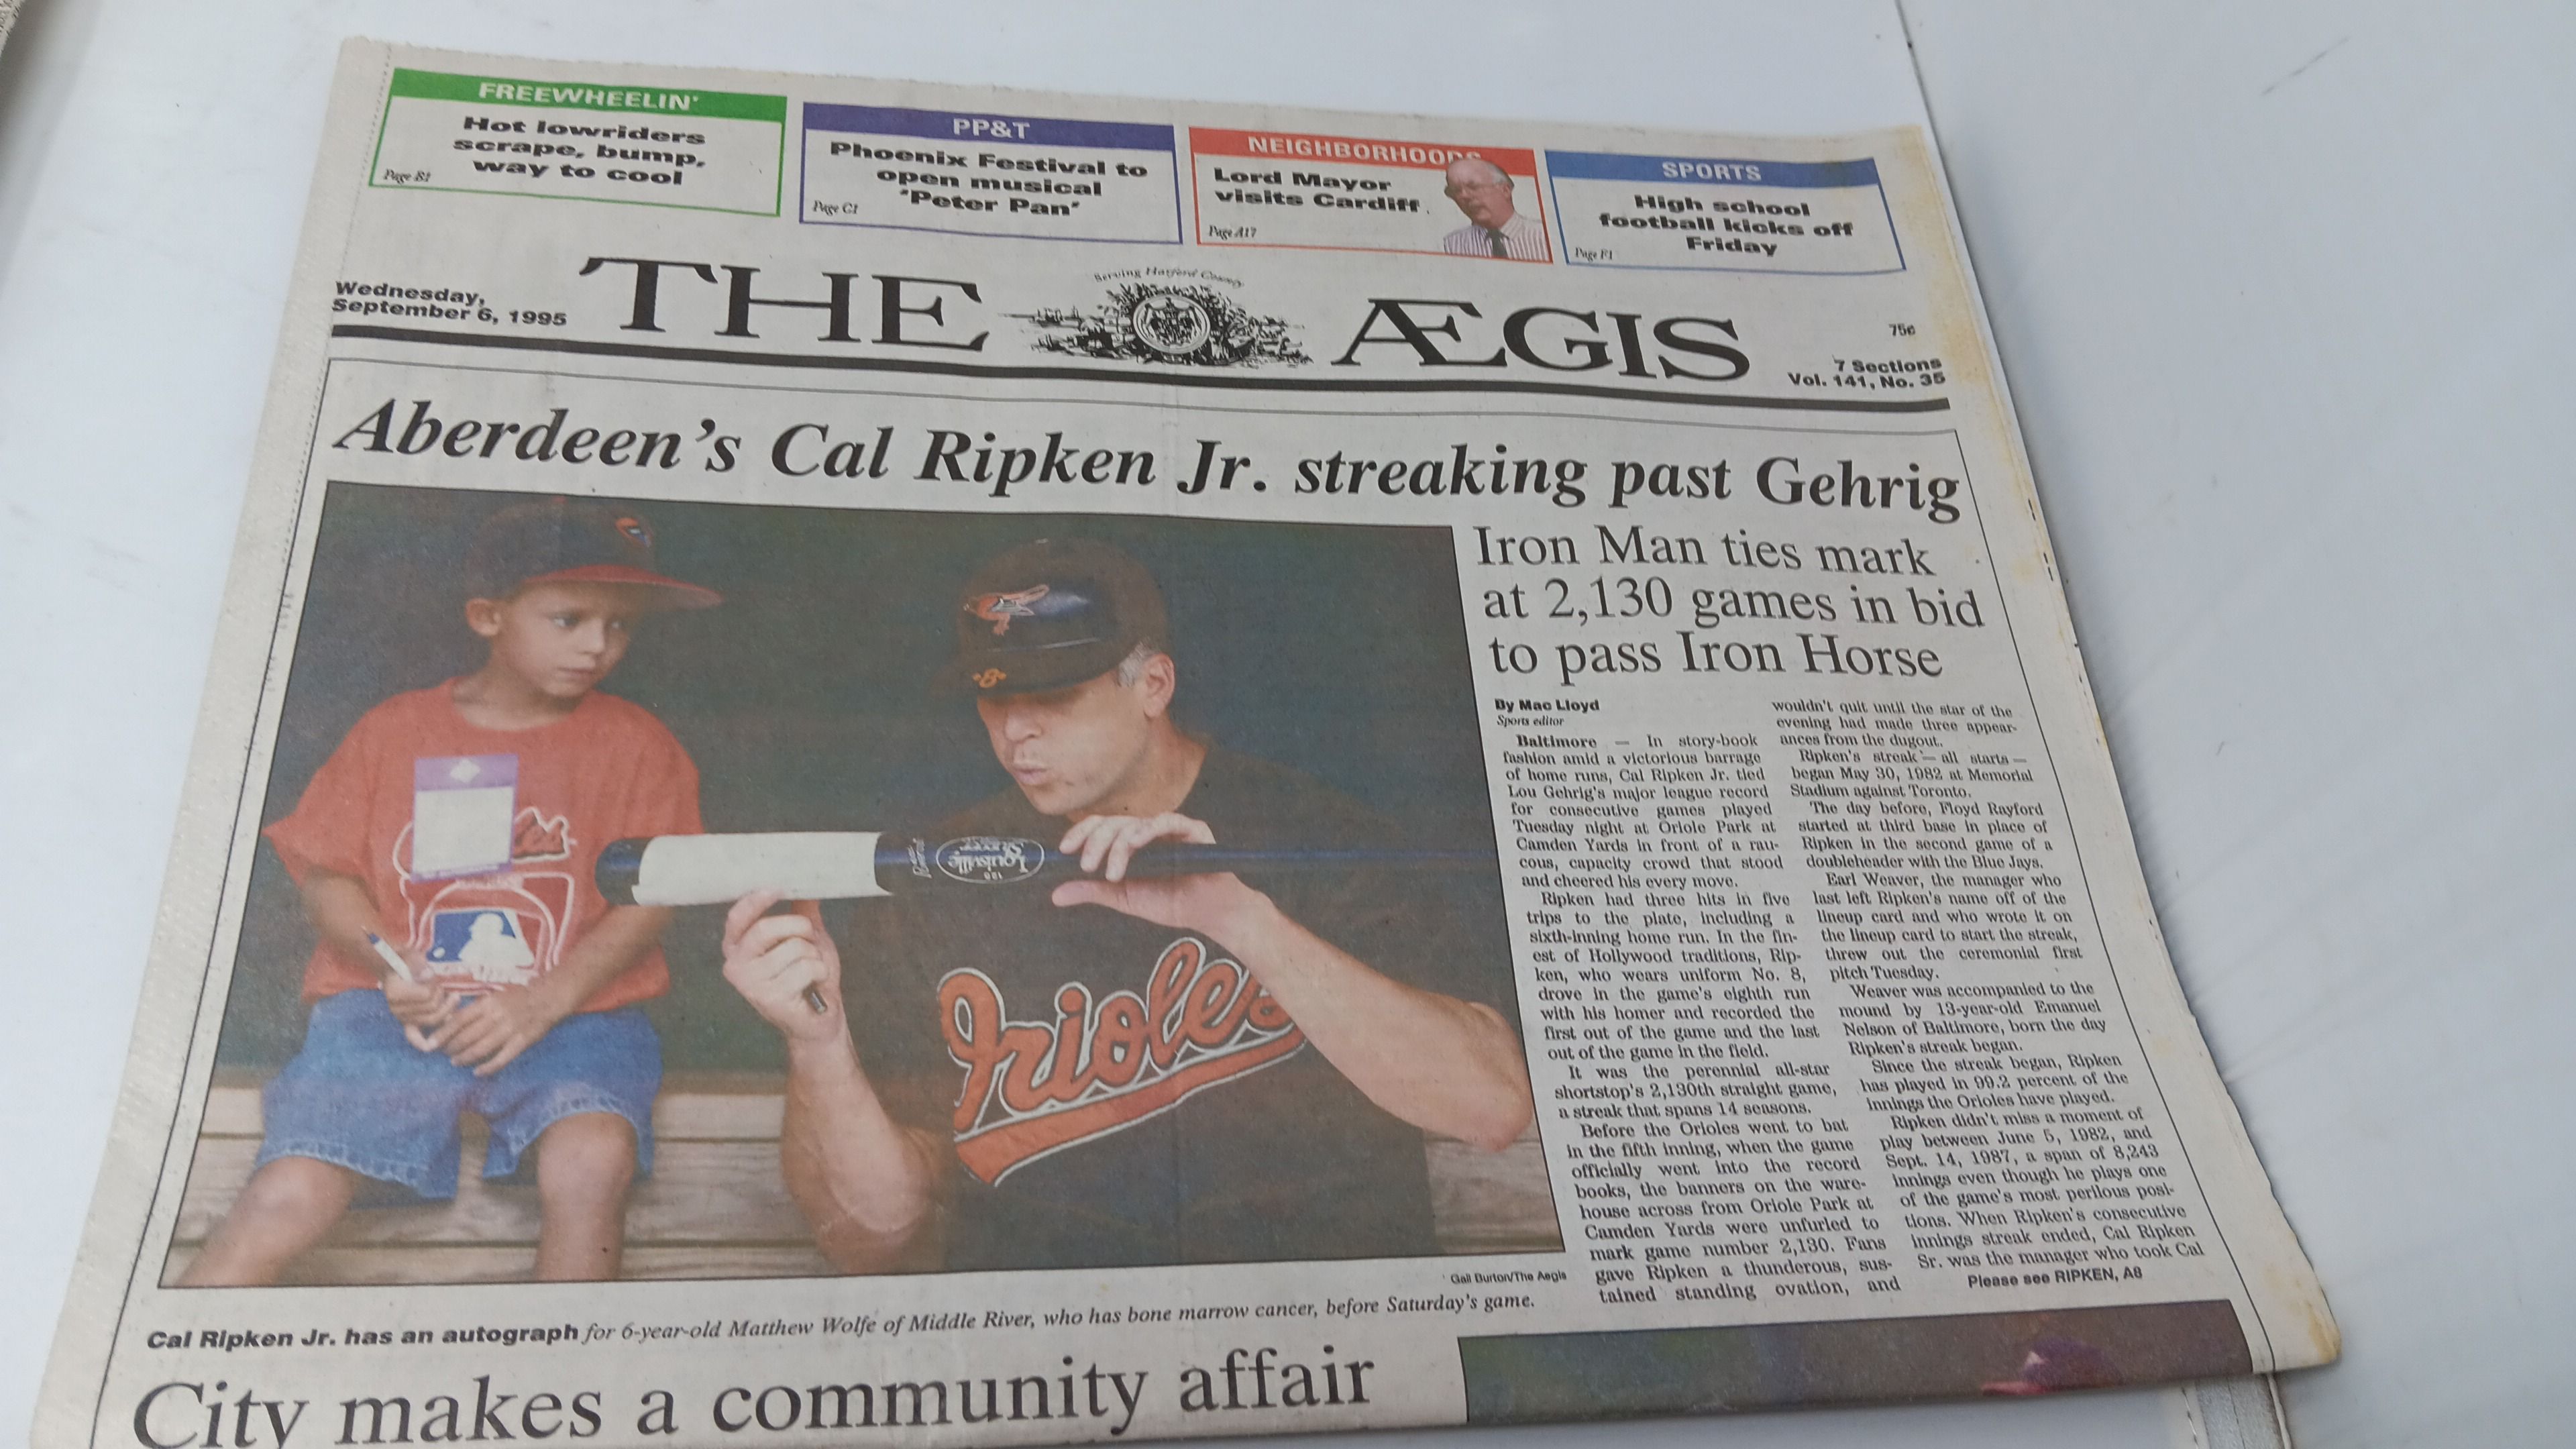 FREEWHEELIN'
Hot lowriders
scrape, bump,
way to cool
Page B1
PP&T
Phoenix Festival to
open musical
'Peter Pan'
Page C1
NEIGHBORHOODS
Lord Mayor
visits Cardiff
Page A17
SPORTS
High school
football kicks off
Friday
Page F1
Wednesday,
September 6, 1995
THE ÆGIS
Serving Harford County
75¢
7 Sections
Vol. 141, No. 35
Aberdeen's Cal Ripken Jr. streaking past Gehrig
Iron Man ties mark
at 2,130 games in bid
to pass Iron Horse
By Mac Lloyd
Sports editor
Baltimore — In story-book
fashion amid a victorious barrage
of home runs, Cal Ripken Jr. tied
Lou Gehrig's major league record
for consecutive games played
Tuesday night at Oriole Park at
Camden Yards in front of a rau-
cous, capacity crowd that stood
and cheered his every move.
Ripken had three hits in five
trips to the plate, including a
sixth-inning home run. In the fin-
est of Hollywood traditions, Rip-
ken, who wears uniform No. 8,
drove in the game's eighth run
with his homer and recorded the
first out of the game and the last
out of the game in the field.
It was the perennial all-star
shortstop's 2,130th straight game,
a streak that spans 14 seasons.
Before the Orioles went to bat
in the fifth inning, when the game
officially went into the record
books, the banners on the ware-
house across from Oriole Park at
Camden Yards were unfurled to
mark game number 2,130. Fans
gave Ripken a thunderous, sus-
tained standing ovation, and
wouldn't quit until the star of the
evening had made three appear-
ances from the dugout.
Ripken's streak — all starts —
began May 30, 1982 at Memorial
Stadium against Toronto.
The day before, Floyd Rayford
started at third base in place of
Ripken in the second game of a
doubleheader with the Blue Jays.
Earl Weaver, the manager who
last left Ripken's name off of the
lineup card and who wrote it on
the lineup card to start the streak,
threw out the ceremonial first
pitch Tuesday.
Weaver was accompanied to the
mound by 13-year-old Emanuel
Nelson of Baltimore, born the day
Ripken's streak began.
Since the streak began, Ripken
has played in 99.2 percent of the
innings the Orioles have played.
Ripken didn't miss a moment of
play between June 5, 1982, and
Sept. 14, 1987, a span of 8,243
innings even though he plays one
of the game's most perilous posi-
tions. When Ripken's consecutive
innings streak ended, Cal Ripken
Sr. was the manager who took Cal
Please see RIPKEN, A8
8
Louisville
Slugger
125
Orioles
Gail Burton/The Aegis
Cal Ripken Jr. has an autograph for 6-year-old Matthew Wolfe of Middle River, who has bone marrow cancer, before Saturday's game.
City makes a community affair